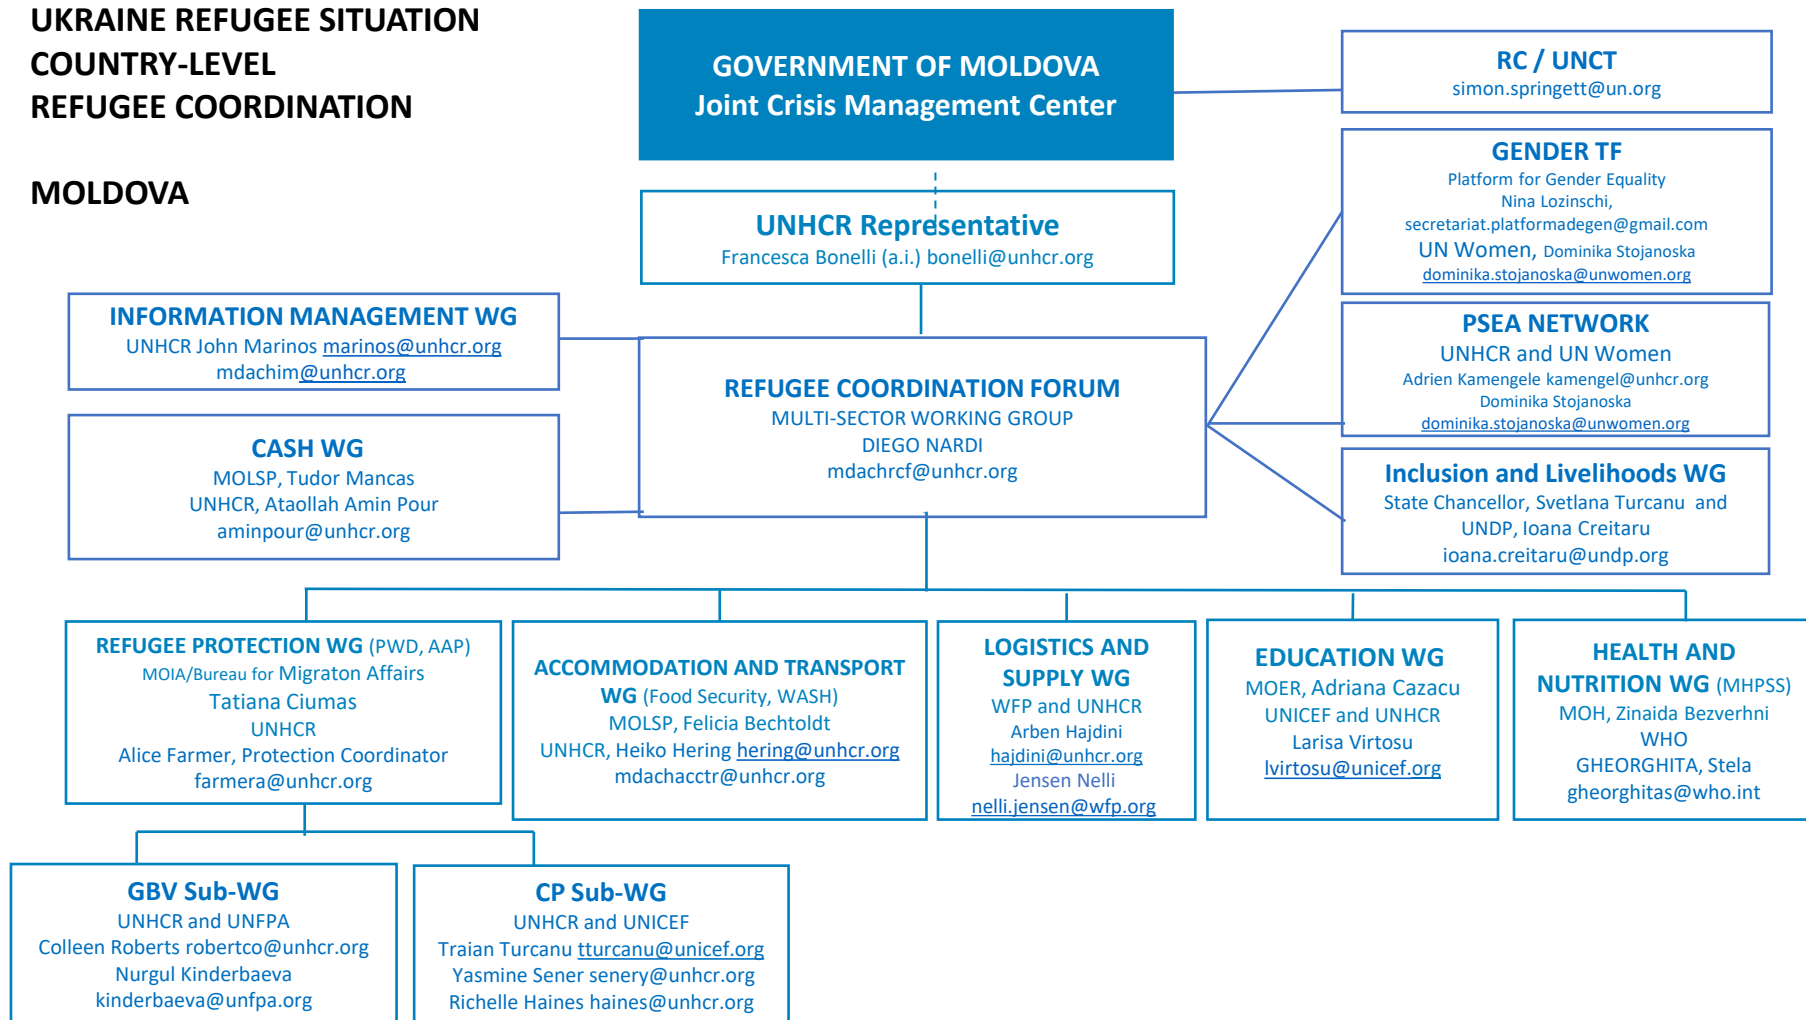 UKRAINE REFUGEE SITUATION
COUNTRY-LEVEL
REFUGEE COORDINATION
MOLDOVA
GOVERNMENT OF MOLDOVA
Joint Crisis Management Center
RC / UNCT
simon.springett@un.org
UNHCR Representative
Francesca Bonelli (a.i.) bonelli@unhcr.org
GENDER TF
Platform for Gender Equality
Nina Lozinschi,
secretariat.platformadegen@gmail.com
UN Women, Dominika Stojanoska
dominika.stojanoska@unwomen.org
INFORMATION MANAGEMENT WG
UNHCR John Marinos marinos@unhcr.org
mdachim@unhcr.org
REFUGEE COORDINATION FORUM
MULTI-SECTOR WORKING GROUP
DIEGO NARDI
mdachrcf@unhcr.org
PSEA NETWORK
UNHCR and UN Women
Adrien Kamengele kamengel@unhcr.org
Dominika Stojanoska
dominika.stojanoska@unwomen.org
CASH WG
MOLSP, Tudor Mancas
UNHCR, Ataollah Amin Pour
aminpour@unhcr.org
Inclusion and Livelihoods WG
State Chancellor, Svetlana Turcanu and
UNDP, Ioana Creitaru
ioana.creitaru@undp.org
REFUGEE PROTECTION WG (PWD, AAP)
MOIA/Bureau for Migraton Affairs
Tatiana Ciumas
UNHCR
Alice Farmer, Protection Coordinator
farmera@unhcr.org
ACCOMMODATION AND TRANSPORT
WG (Food Security, WASH)
MOLSP, Felicia Bechtoldt
UNHCR, Heiko Hering hering@unhcr.org
mdachacctr@unhcr.org
LOGISTICS AND
SUPPLY WG
WFP and UNHCR
Arben Hajdini
hajdini@unhcr.org
Jensen Nelli
nelli.jensen@wfp.org
EDUCATION WG
MOER, Adriana Cazacu
UNICEF and UNHCR
Larisa Virtosu
lvirtosu@unicef.org
HEALTH AND
NUTRITION WG (MHPSS)
MOH, Zinaida Bezverhni
WHO
GHEORGHITA, Stela
gheorghitas@who.int
GBV Sub-WG
UNHCR and UNFPA
Colleen Roberts robertco@unhcr.org
Nurgul Kinderbaeva
kinderbaeva@unfpa.org
CP Sub-WG
UNHCR and UNICEF
Traian Turcanu tturcanu@unicef.org
Yasmine Sener senery@unhcr.org
Richelle Haines haines@unhcr.org